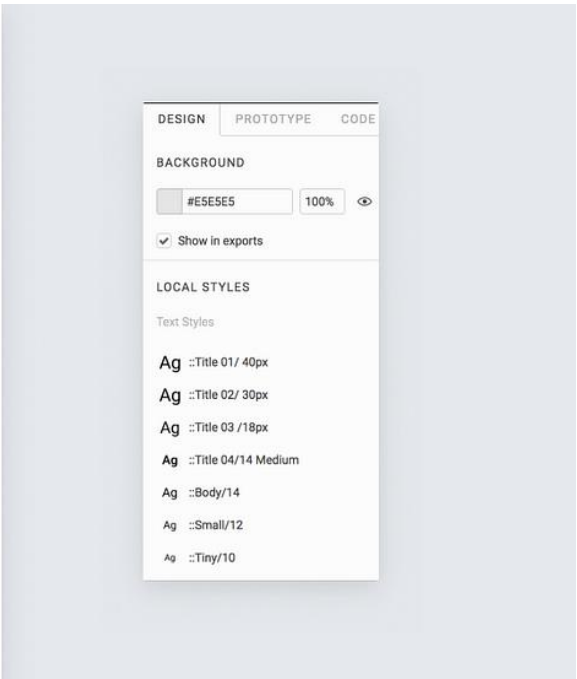 DESIGN PROTOTYPE CODE
BACKGROUND
#E5E5E5 100%
Show in exports
LOCAL STYLES
Text Styles
Ag ::Title 01/ 40px
Ag ::Title 02/ 30px
Ag ::Title 03 /18px
Ag ::Title 04/14 Medium
Ag ::Body/14
Ag ::Small/12
Ag ::Tiny/10